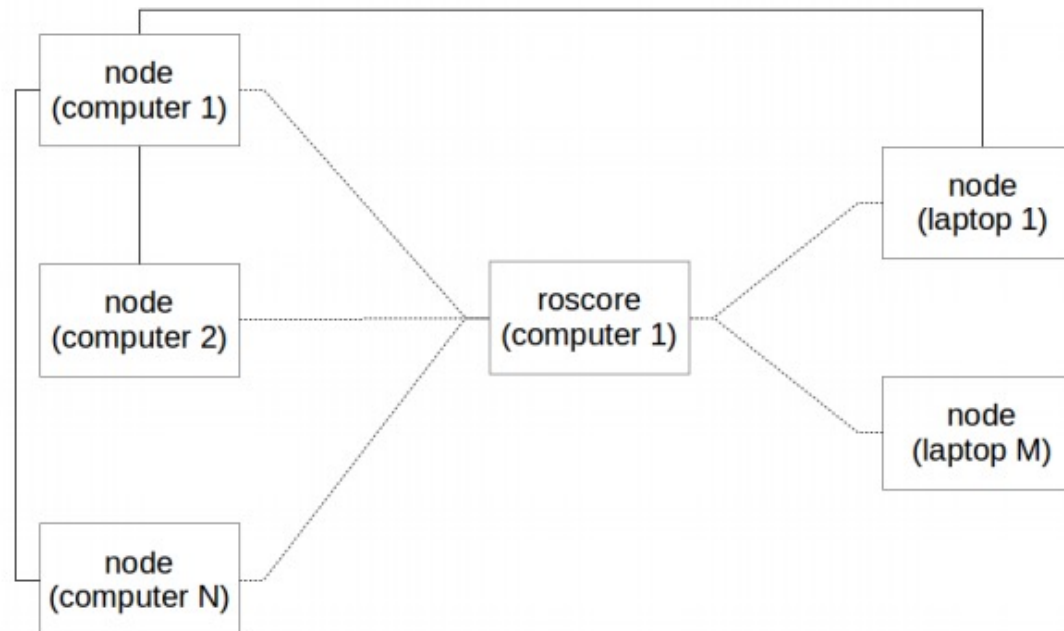 node
(computer 1)
node
(laptop 1)
node
(computer 2)
roscore
(computer 1)
node
(laptop M)
node
(computer N)